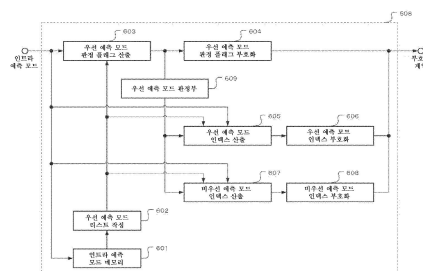 508
603
604
인트라
예측 모드
우선 예측 모드
판정 플래그 산출
우선 예측 모드
판정 플래그 부호화
부호
계열
609
우선 예측 모드 판정부
605
606
우선 예측 모드
인덱스 산출
우선 예측 모드
인덱스 부호화
607
608
비우선 예측 모드
인덱스 산출
비우선 예측 모드
인덱스 부호화
602
우선 예측 모드
리스트 작성
601
인트라 예측
모드 메모리